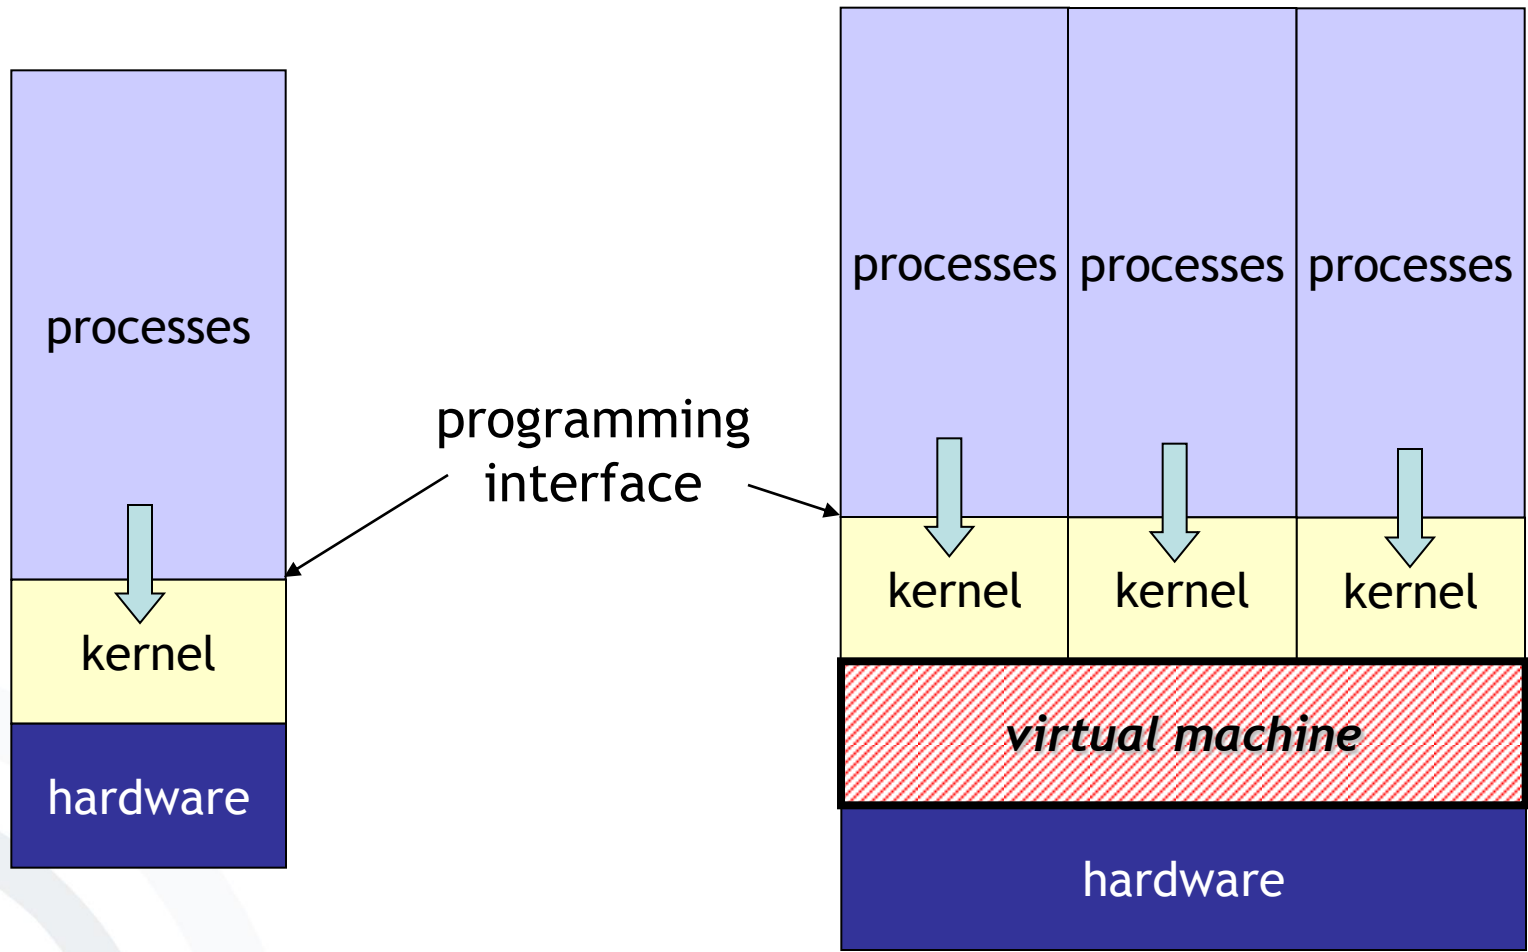 processes
kernel
hardware
programming
interface
processes processes processes
kernel kernel kernel
virtual machine
hardware